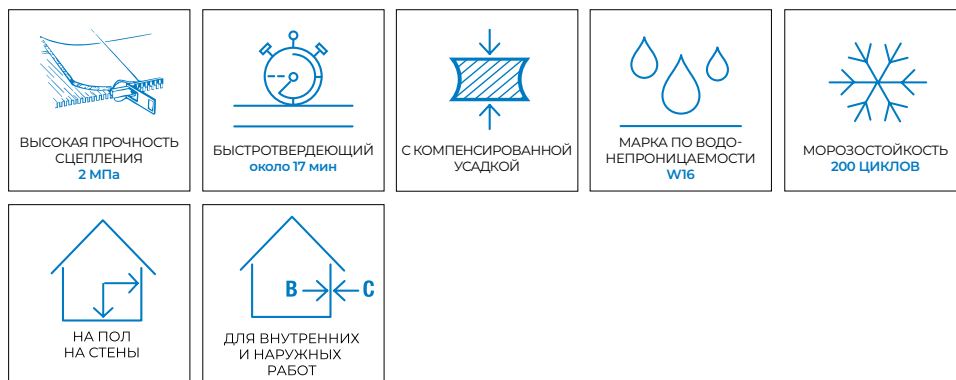 ВЫСОКАЯ ПРОЧНОСТЬ
СЦЕПЛЕНИЯ
2 МПа
БЫСТРОТВЕРДЕЮЩИЙ
около 17 мин
С КОМПЕНСИРОВАННОЙ
УСАДКОЙ
МАРКА ПО ВОДО-
НЕПРОНИЦАЕМОСТИ
W16
МОРОЗОСТОЙКОСТЬ
200 ЦИКЛОВ
НА ПОЛ
НА СТЕНЫ
В С
ДЛЯ ВНУТРЕННИХ
И НАРУЖНЫХ
РАБОТ